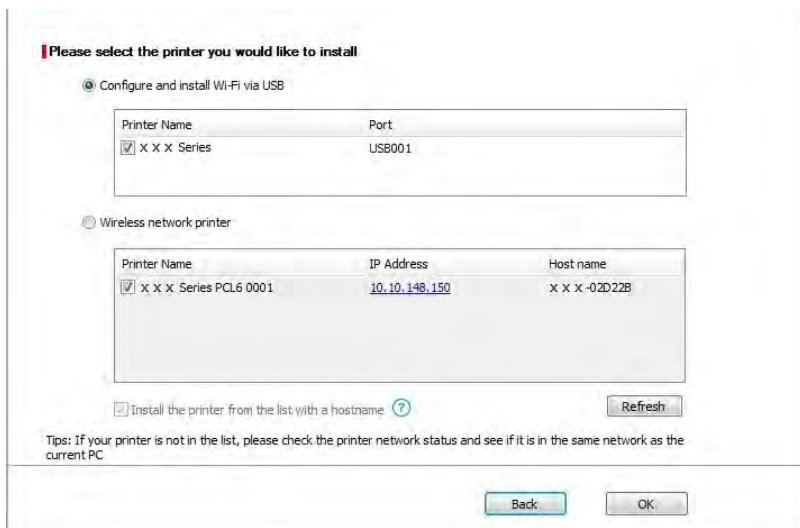 Please select the printer you would like to install
Configure and install Wi-Fi via USB
Printer Name Port
X X X Series USB001
Wireless network printer
Printer Name IP Address Host name
X X X Series PCL6 0001 10.10.148.150 X X X -02D22B
Install the printer from the list with a hostname ? Refresh
Tips: If your printer is not in the list, please check the printer network status and see if it is in the same network as the
current PC
Back OK